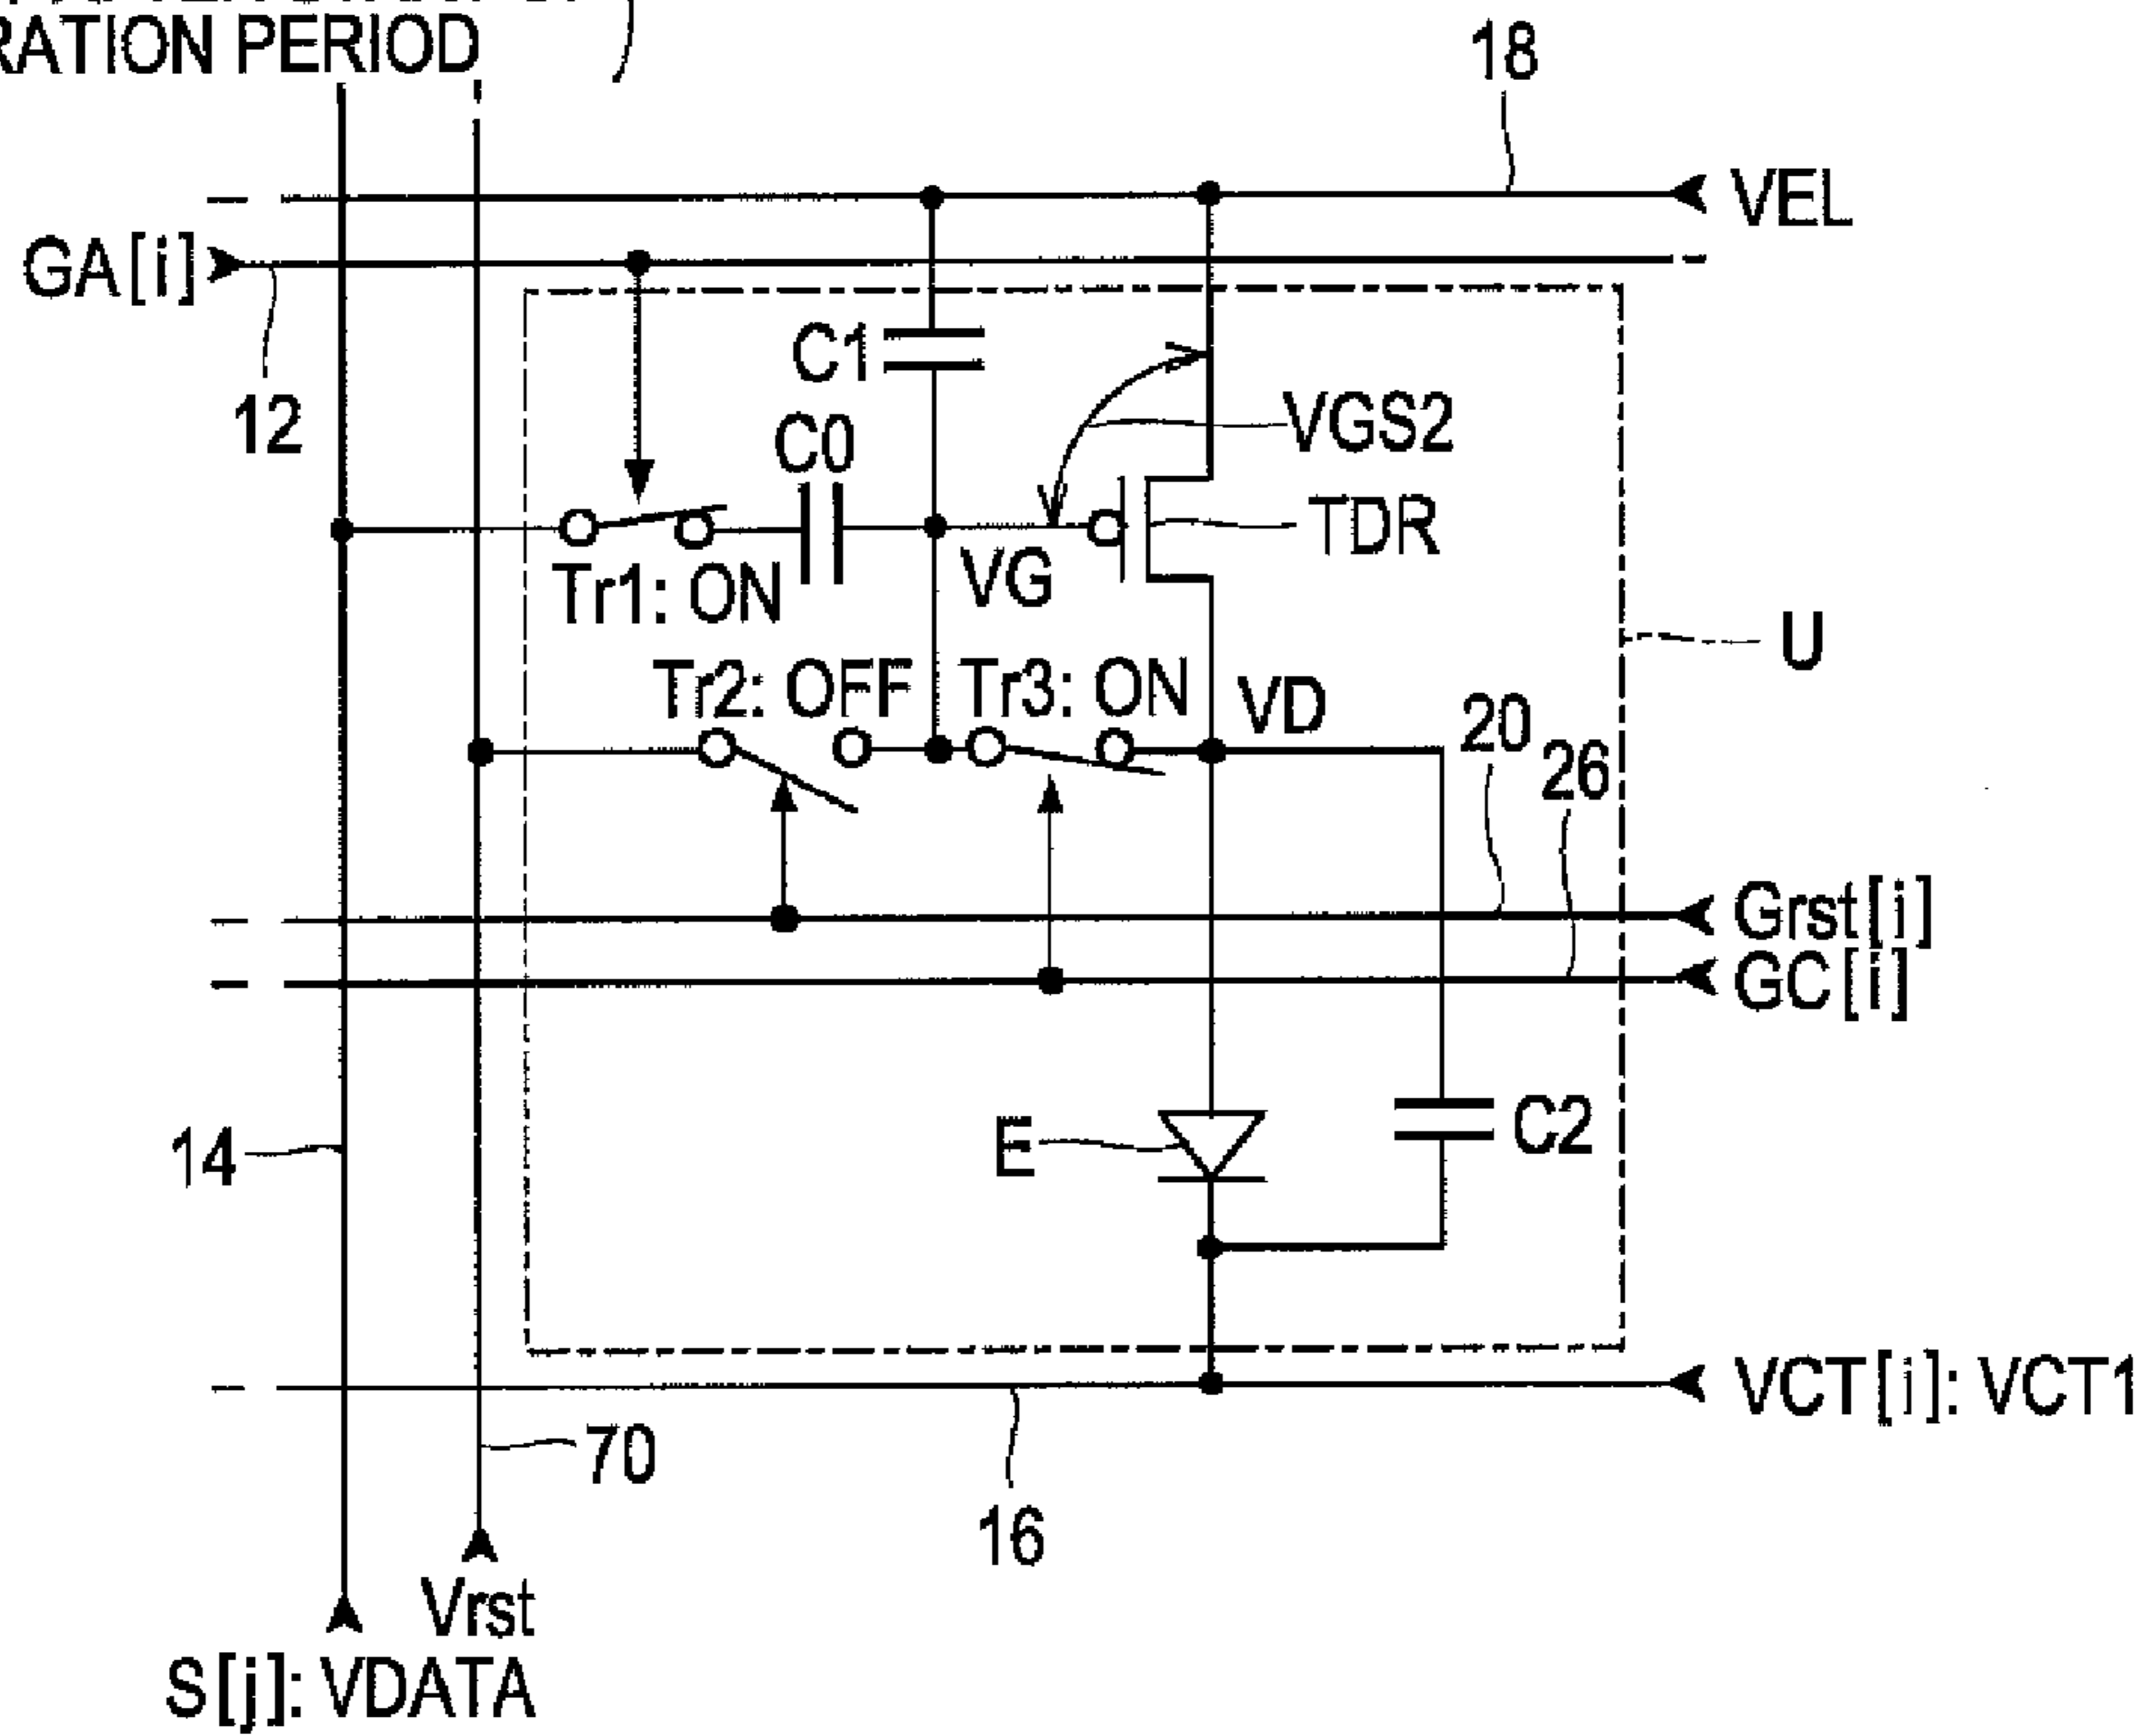 RATION PERIOD
18
VEL
GA[i]
12
C1
C0
VGS2
TDR
Tr1: ON
VG
U
Tr2: OFF
Tr3: ON
VD
20
26
Grst[i]
GC[i]
14
E
C2
VCT[i]: VCT1
70
16
Vrst
S[j]: VDATA